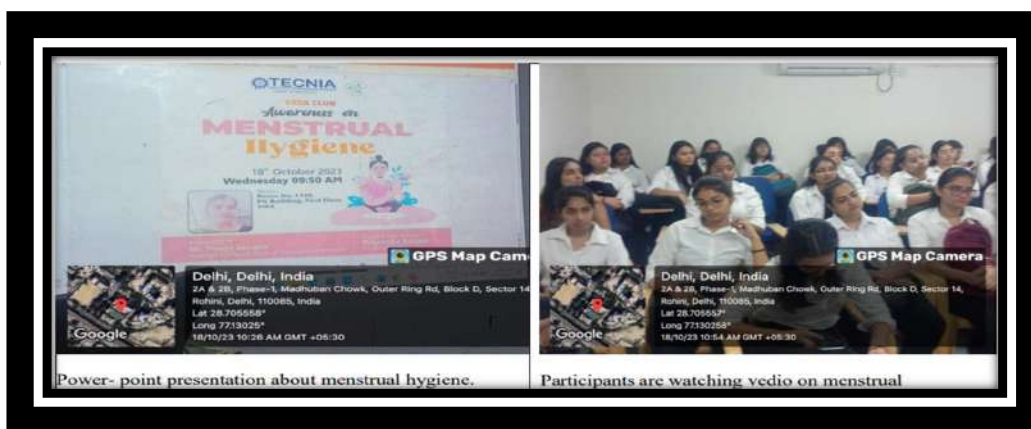 TECNIA
Awareness on
MENSTRUAL
Hygiene
18th October 2023
Wednesday 09:50 AM
GPS Map Cam
Google
Delhi, Delhi, India
2A & 2B, Phase-1, Madhuban Chowk, Outer Ring Rd, Block D, Sector 14,
Rohini, Delhi, 110085, India
Lat 28.705558°
Long 77.13025°
18/10/23 10:26 AM GMT +05:30
Power- point presentation about menstrual hygiene.
GPS Map Camera
Google
Delhi, Delhi, India
2A & 2B, Phase-1, Madhuban Chowk, Outer Ring Rd, Block D, Sector 14,
Rohini, Delhi, 110085, India
Lat 28.705557°
Long 77.130258°
18/10/23 10:54 AM GMT +05:30
Participants are watching vedio on menstrual